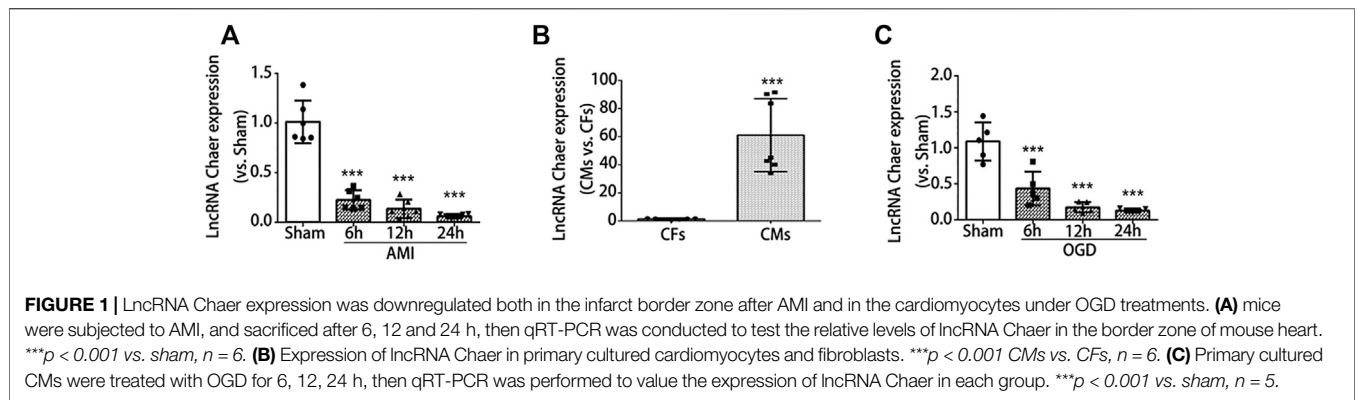 A
LncRNA Chaer expression
(vs. Sham)
1.5
1.0
0.5
0.0
***
***
***
Sham
6h
12h
24h
AMI
B
LncRNA Chaer expression
(CMs vs. CFs)
100
80
60
40
20
0
***
CFs
CMs
C
LncRNA Chaer expression
(vs. Sham)
2.0
1.5
1.0
0.5
0.0
***
***
***
Sham
6h
12h
24h
OGD
FIGURE 1 | LncRNA Chaer expression was downregulated both in the infarct border zone after AMI and in the cardiomyocytes under OGD treatments. (A) mice
were subjected to AMI, and sacrificed after 6, 12 and 24 h, then qRT-PCR was conducted to test the relative levels of lncRNA Chaer in the border zone of mouse heart.
***p < 0.001 vs. sham, n = 6. (B) Expression of lncRNA Chaer in primary cultured cardiomyocytes and fibroblasts. ***p < 0.001 CMs vs. CFs, n = 6. (C) Primary cultured
CMs were treated with OGD for 6, 12, 24 h, then qRT-PCR was performed to value the expression of lncRNA Chaer in each group. ***p < 0.001 vs. sham, n = 5.